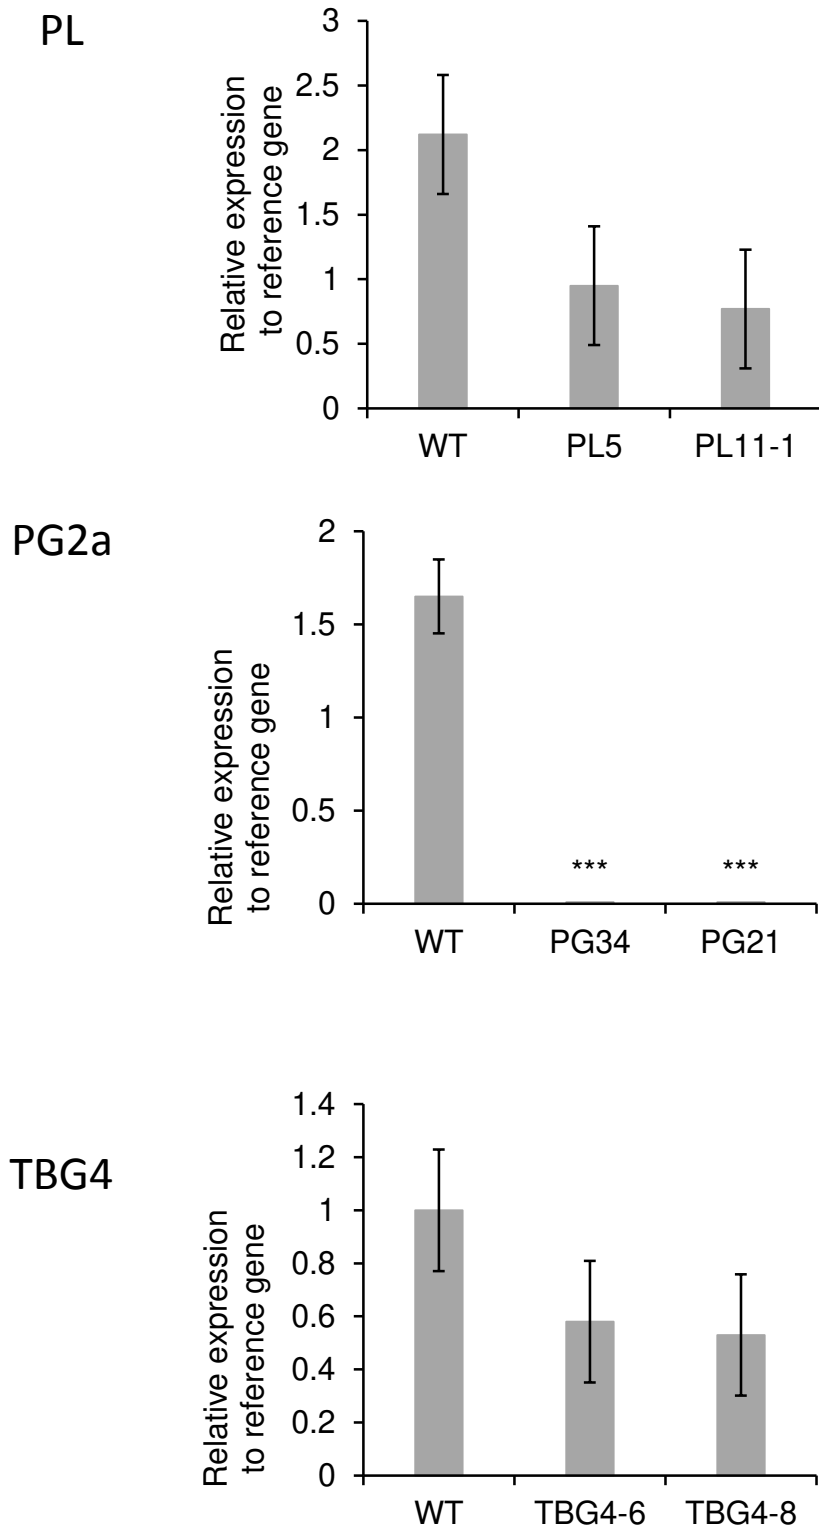 PL
Relative expression
to reference gene
3
2.5
2
1.5
1
0.5
0
WT PL5 PL11-1
PG2a
Relative expression
to reference gene
2
1.5
1
0.5
0
*** ***
WT PG34 PG21
TBG4
Relative expression
to reference gene
1.4
1.2
1
0.8
0.6
0.4
0.2
0
WT TBG4-6 TBG4-8